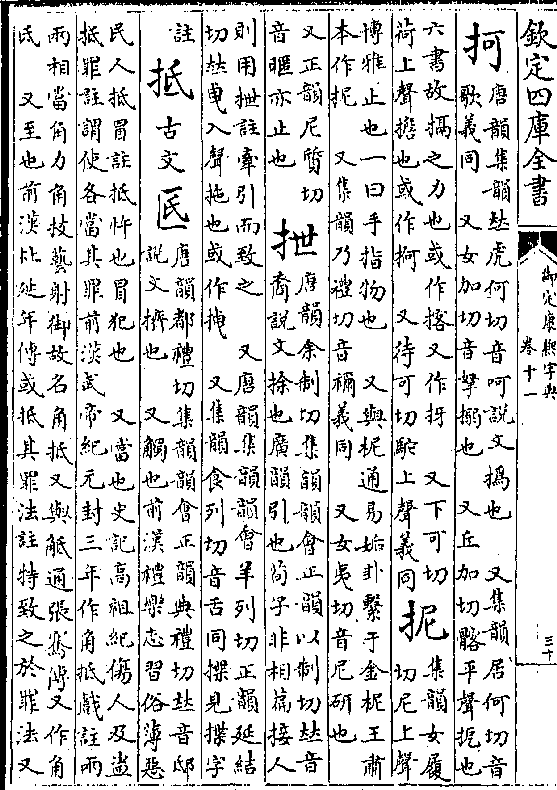 欽定四庫全書
御定康熙字典
卷十一
三十
抲
唐韻集韻𠀤虎何切音呵說文撝也 又集韻居何切音
歌義同 又女加切音拏搦也 又丘加切髂平聲扼也
六書故搹之力也或作㨰又作抲 又下可切
荷上聲擔也或作抲 又待可切駝上聲義同
抳
集韻女履
切尼上聲
博雅止也一曰手指物也 又與柅通易姤卦繫于金柅王肅
本作抳 又集韻乃禮切音禰義同 又女夷切音尼研也
又正韻尼質切
音暱亦止也
抴
唐韻余制切集韻韻會正韻以制切𠀤音
裔說文捈也廣韻引也荀子非相篇接人
則用抴註牽引而致之 又唐韻集韻韻會羊列切正韻延結
切𠀤曳入聲拖也或作拽 又集韻食列切音舌同揲見揲字
註
抵
古文
𡰖
唐韻都禮切集韻韻會正韻典禮切𠀤音邸
說文擠也 又觸也前漢禮樂志習俗薄惡
民人抵冒註抵忤也冒犯也 又當也史記高祖紀傷人及盜
抵罪註謂使各當其罪前漢武帝紀元封三年作角抵戲註兩
兩相當角力角技藝射御故名角抵又與觝通張騫傳又作角
氐 又至也前漢杜延年傳或抵其罪法註特致之於罪法又